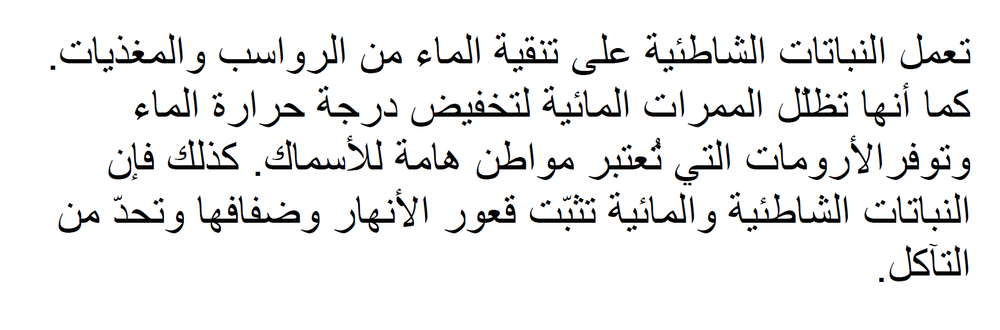 تعمل النباتات الشاطئية على تنقية الماء من الرواسب والمغذيات.
كما أنها تظلّل الممرات المائية لتخفيض درجة حرارة الماء
وتوفرالأرومات التي تُعتبر مواطن هامة للأسماك. كذلك فإن
النباتات الشاطئية والمائية تثبّت قعور الأنهار وضفافها وتحدّ من
التآكل.